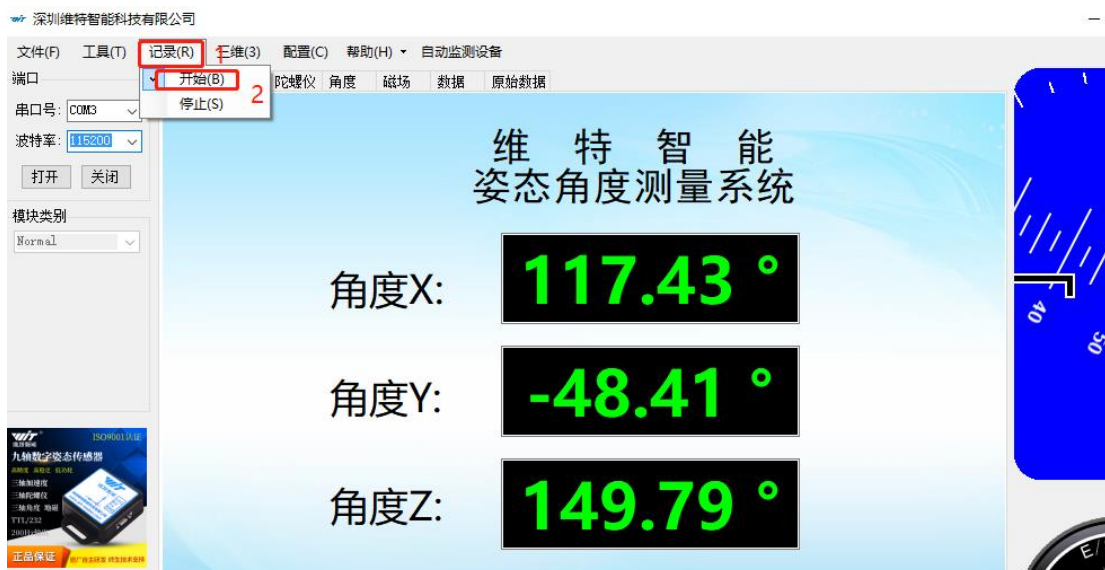 深圳维特智能科技有限公司
文件(F) 工具(T) 记录(R) 1 三维(3) 配置(C) 帮助(H) 自动监测设备
端口 开始(B) 2 陀螺仪 角度 磁场 数据 原始数据
停止(S)
串口号: COM3
波特率: 115200
打开 关闭
模块类别
Normal
维特智能
姿态角度测量系统
角度X: 117.43 °
角度Y: -48.41 °
角度Z: 149.79 °
40
50
E
WIT
ISO9001认证
九轴数字姿态传感器
三轴加速度
三轴陀螺仪
三轴角度 地磁
TTL/232
正品保证